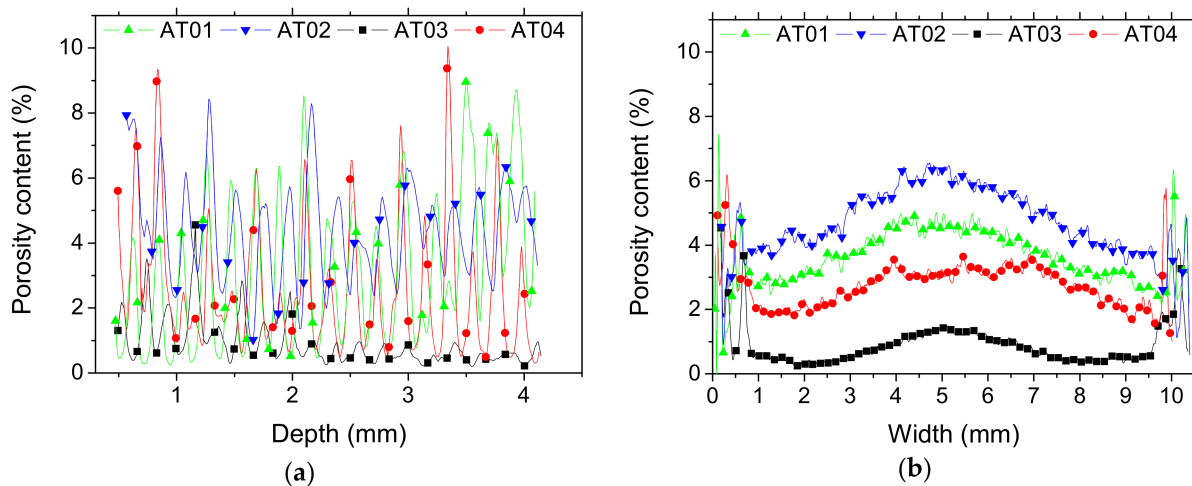 AT01 AT02 AT03 AT04
10
8
6
4
2
0
Porosity content (%)
1 2 3 4
Depth (mm)
(a)
AT01 AT02 AT03 AT04
10
8
6
4
2
0
Porosity content (%)
0 1 2 3 4 5 6 7 8 9 10
Width (mm)
(b)